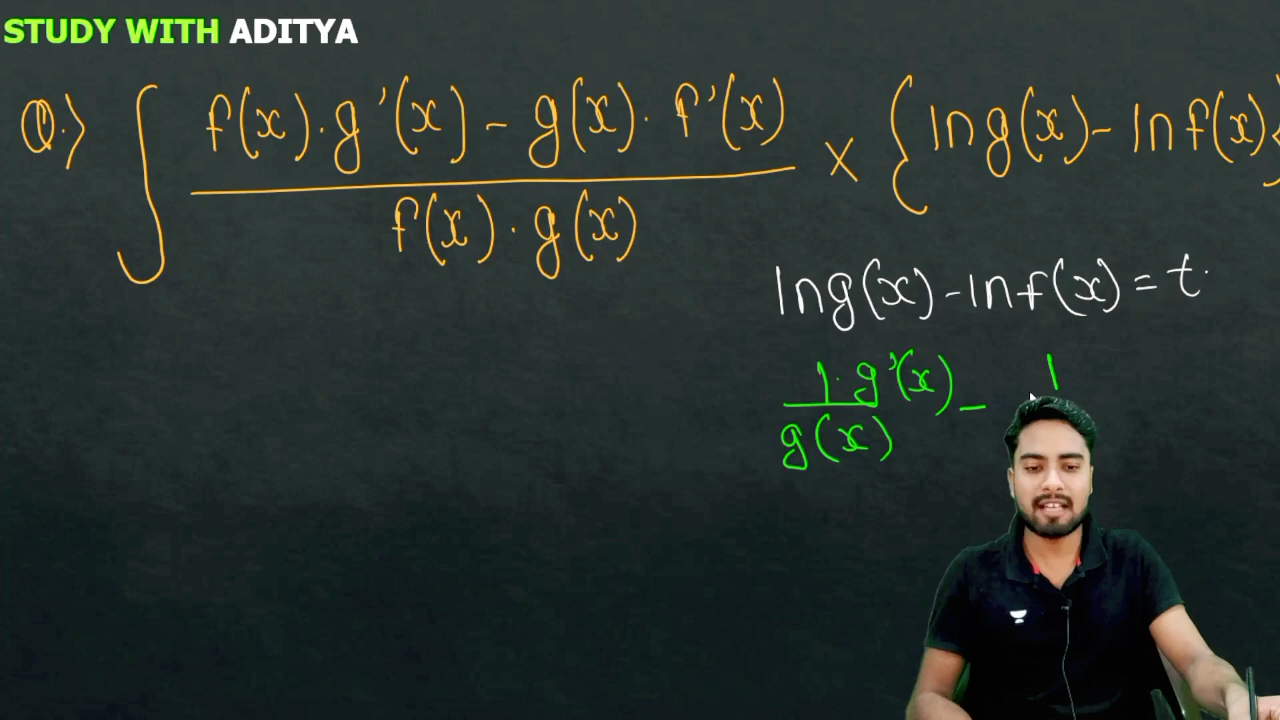 STUDY WITH ADITYA
Q.) ∫ (f(x)·g'(x) - g(x)·f'(x)) / (f(x)·g(x)) × {ln g(x) - ln f(x)}
ln g(x) - ln f(x) = t.
1·g'(x) / g(x) - 1